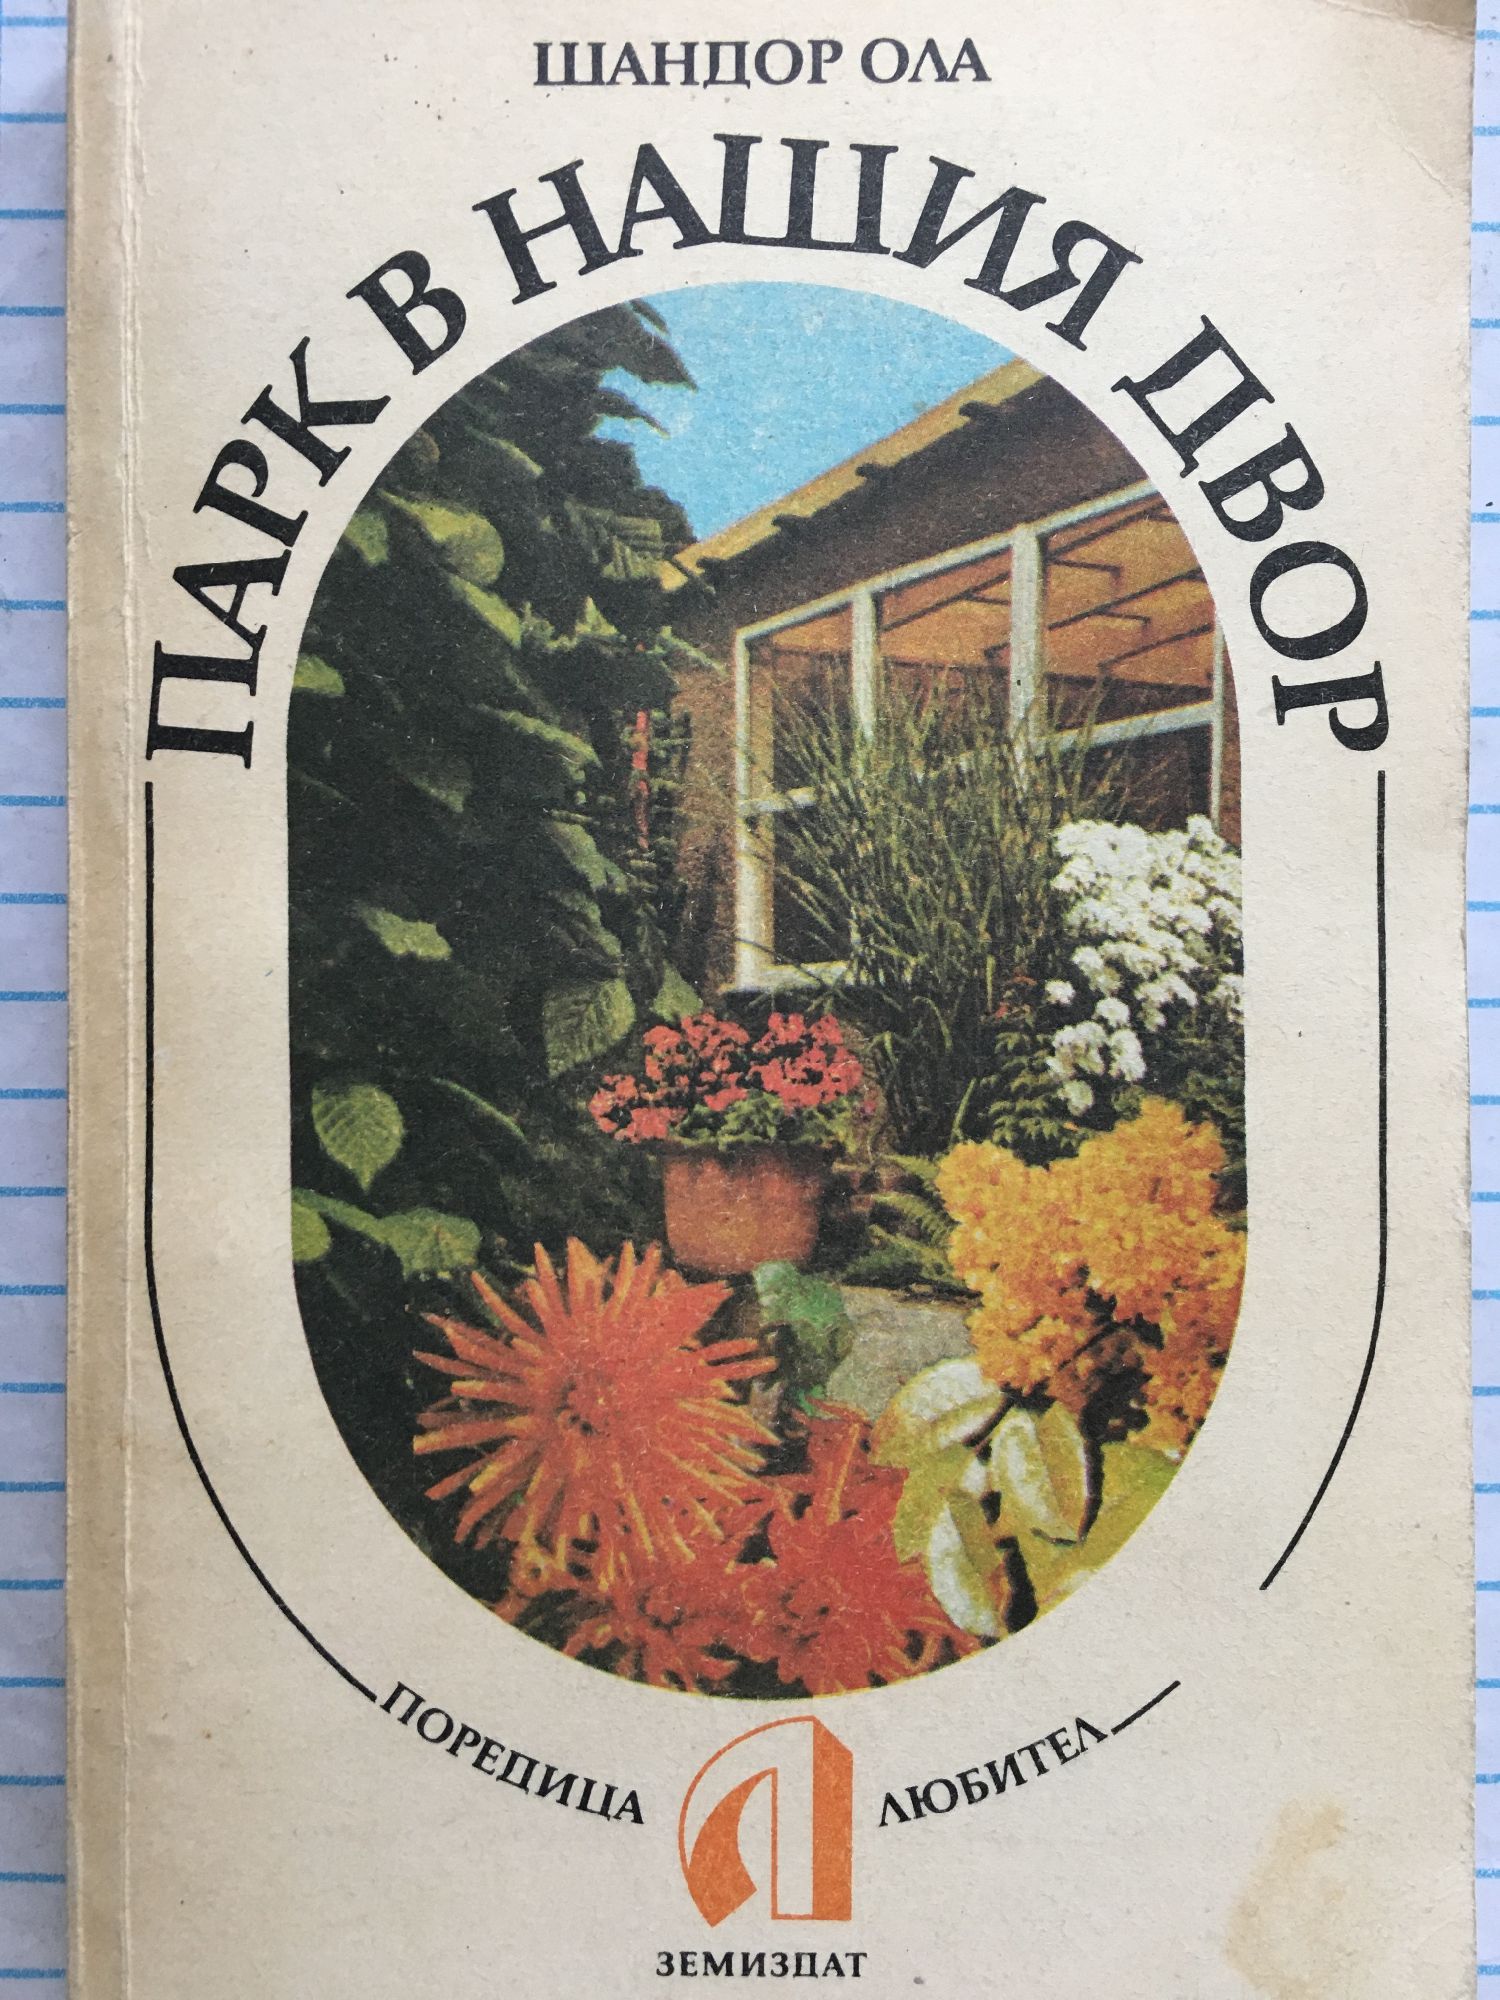 ШАНДОР ОЛА
ПАРК В НАШИЯ ДВОР
ПОРЕДИЦА Л ЛЮБИТЕЛ
ЗЕМИЗДАТ